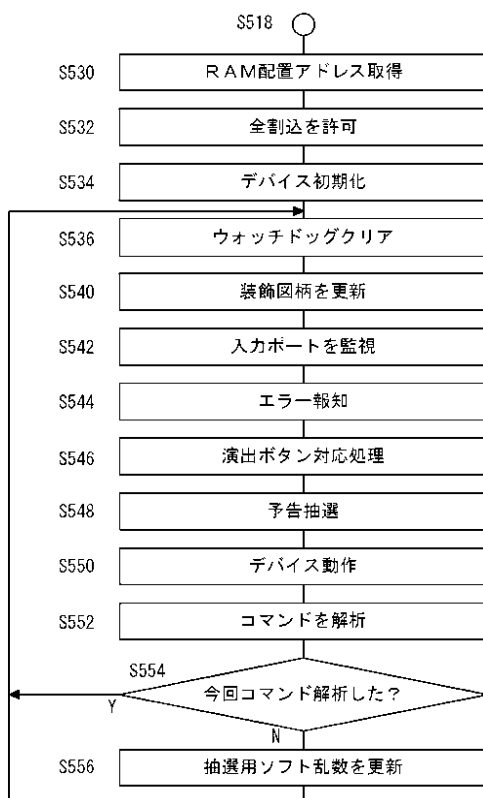 S518
S530 RAM配置アドレス取得
S532 全割込を許可
S534 デバイス初期化
S536 ウォッチドッグクリア
S540 装飾図柄を更新
S542 入力ポートを監視
S544 エラー報知
S546 演出ボタン対応処理
S548 予告抽選
S550 デバイス動作
S552 コマンドを解析
S554
今回コマンド解析した？
Y
N
S556 抽選用ソフト乱数を更新